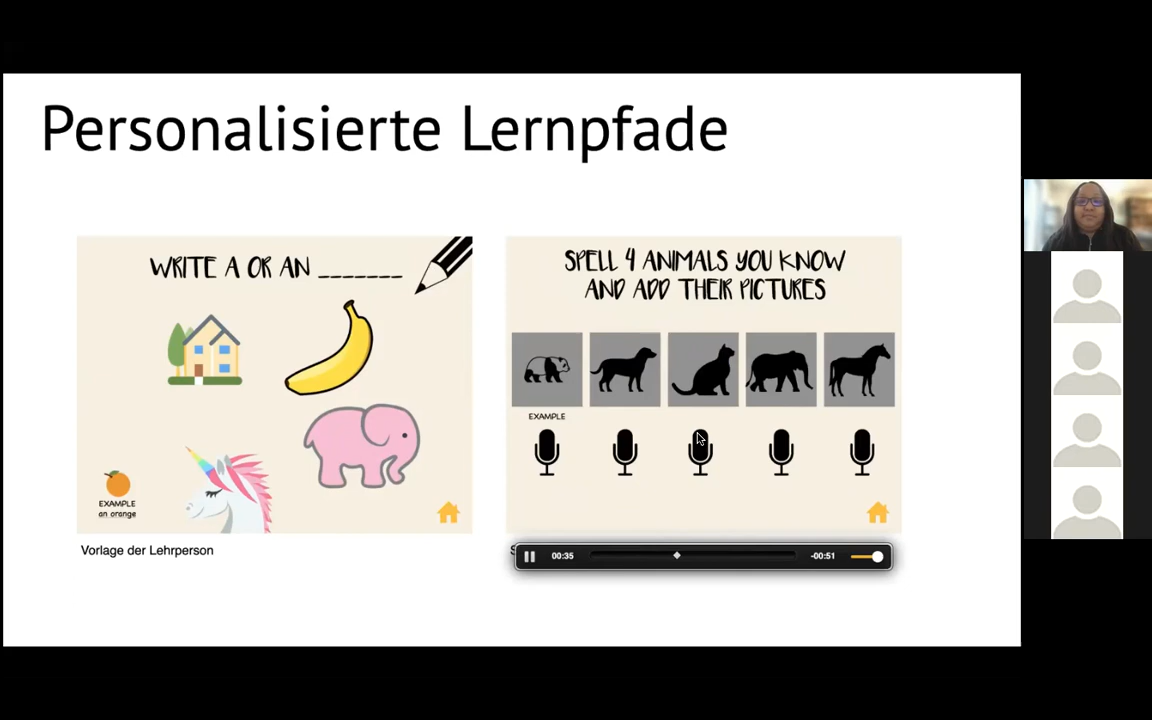 Personalisierte Lernpfade
WRITE A OR AN _______
EXAMPLE
an orange
Vorlage der Lehrperson
SPELL 4 ANIMALS YOU KNOW
AND ADD THEIR PICTURES
EXAMPLE
00:35
-00:51